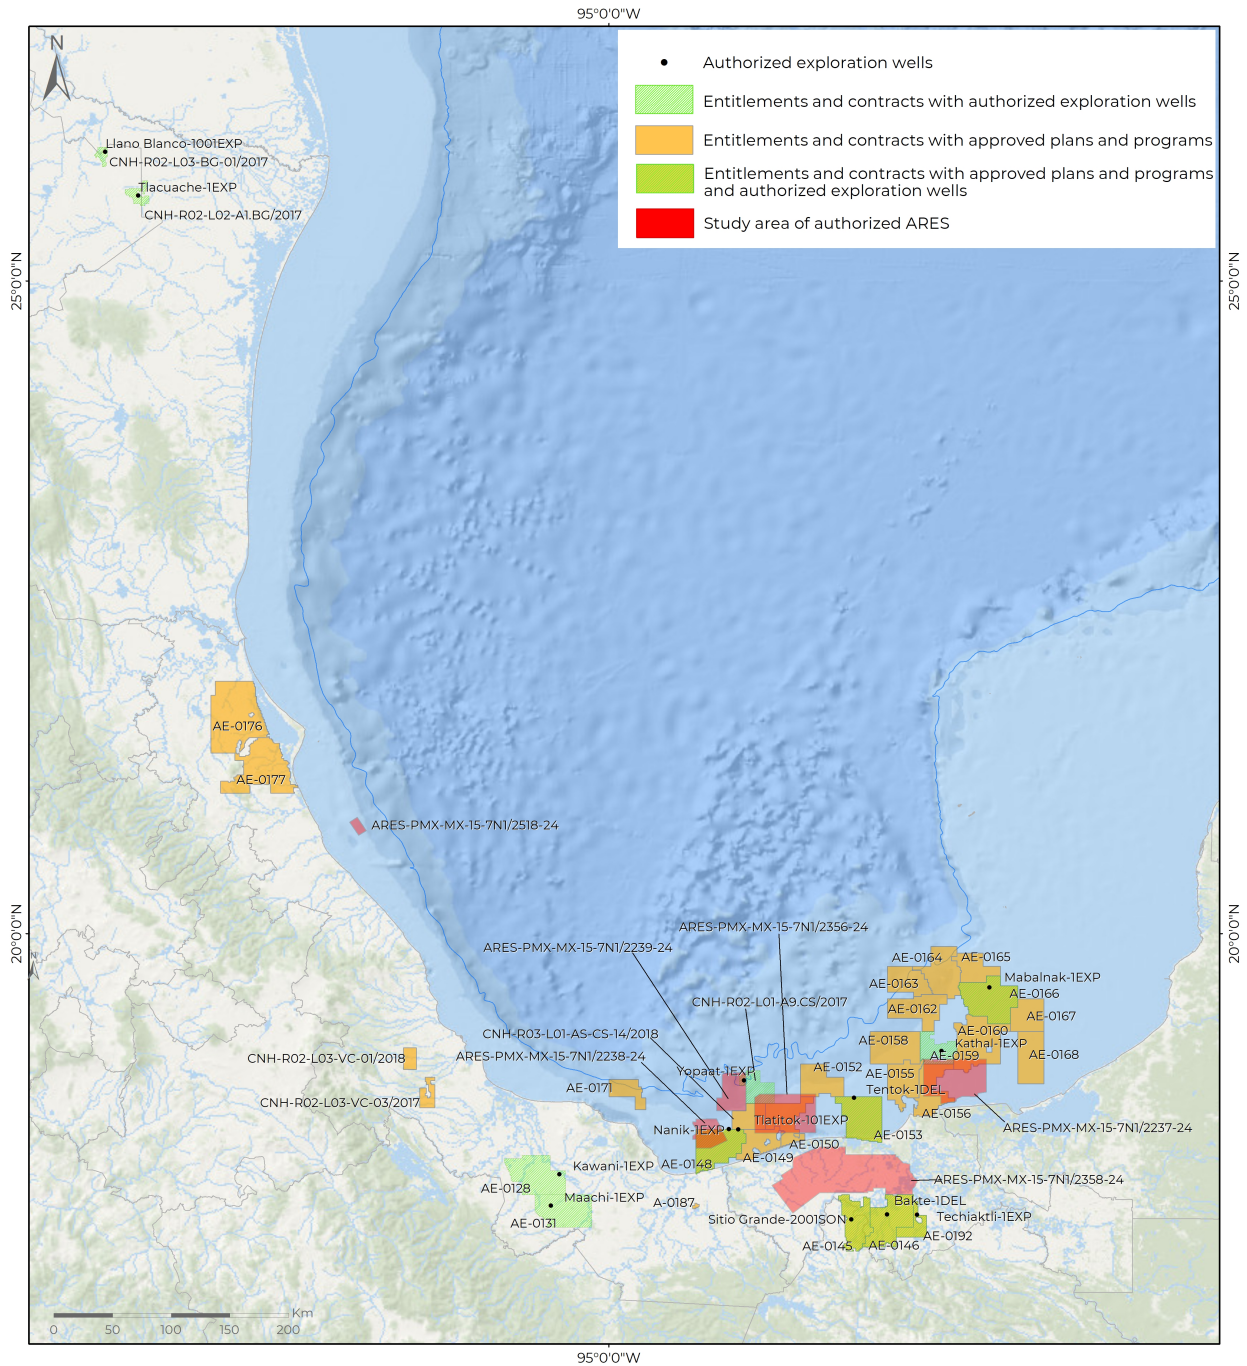 95°0'0"W
N
Authorized exploration wells
Entitlements and contracts with authorized exploration wells
Entitlements and contracts with approved plans and programs
Entitlements and contracts with approved plans and programs
and authorized exploration wells
Study area of authorized ARES
Llano Blanco-1001EXP
CNH-R02-L03-BG-01/2017
Tlacuache-1EXP
CNH-R02-L02-A1.BG/2017
25°0'0"N
25°0'0"N
AE-0176
AE-0177
ARES-PMX-MX-15-7N1/2518-24
20°0'0"N
20°0'0"N
ARES-PMX-MX-15-7N1/2356-24
ARES-PMX-MX-15-7N1/2239-24
AE-0164
AE-0165
Mabalnak-1EXP
AE-0163
AE-0166
CNH-R02-L01-A9.CS/2017
AE-0162
AE-0167
CNH-R03-L01-AS-CS-14/2018
AE-0160
AE-0158
Kathal-1EXP
ARES-PMX-MX-15-7N1/2238-24
AE-0159
AE-0168
CNH-R02-L03-VC-01/2018
Yopaat-1EXP
AE-0152
AE-0155
AE-0171
Tentok-1DEL
CNH-R02-L03-VC-03/2017
AE-0156
Tlatitok-101EXP
Nanik-1EXP
ARES-PMX-MX-15-7N1/2237-24
AE-0153
AE-0150
AE-0149
AE-0148
Kawani-1EXP
ARES-PMX-MX-15-7N1/2358-24
AE-0128
Maachi-1EXP
A-0187
Bakte-1DEL
AE-0131
Sitio Grande-2001SON
Techiaktli-1EXP
AE-0192
AE-0145
AE-0146
Km
0 50 100 150 200
95°0'0"W